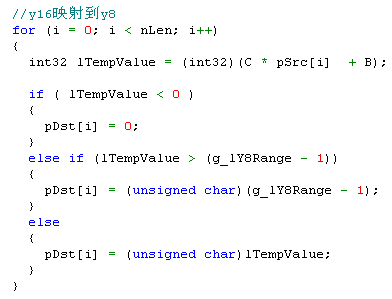 //y16映射到y8
for (i = 0; i < nLen; i++)
{
int32 lTempValue = (int32)(C * pSrc[i]  + B);
if ( lTempValue < 0 )
{
pDst[i] = 0;
}
else if (lTempValue > (g_lY8Range - 1))
{
pDst[i] = (unsigned char)(g_lY8Range - 1);
}
else
{
pDst[i] = (unsigned char)lTempValue;
}
}